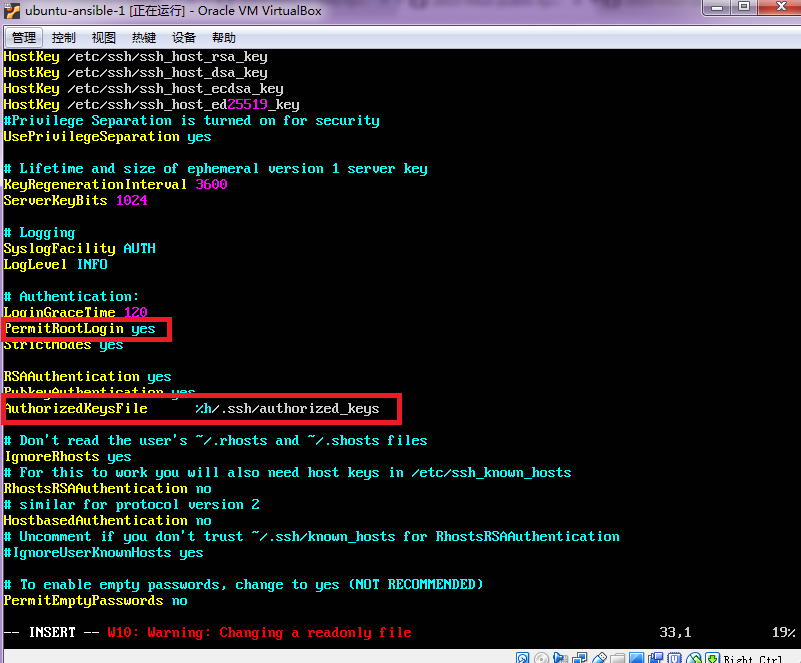 ubuntu-ansible-1 [正在运行] - Oracle VM VirtualBox
管理 控制 视图 热键 设备 帮助
HostKey /etc/ssh/ssh_host_rsa_key
HostKey /etc/ssh/ssh_host_dsa_key
HostKey /etc/ssh/ssh_host_ecdsa_key
HostKey /etc/ssh/ssh_host_ed25519_key
#Privilege Separation is turned on for security
UsePrivilegeSeparation yes
# Lifetime and size of ephemeral version 1 server key
KeyRegenerationInterval 3600
ServerKeyBits 1024
# Logging
SyslogFacility AUTH
LogLevel INFO
# Authentication:
LoginGraceTime 120
PermitRootLogin yes
StrictModes yes
RSAAuthentication yes
PubkeyAuthentication yes
AuthorizedKeysFile %h/.ssh/authorized_keys
# Don't read the user's ~/.rhosts and ~/.shosts files
IgnoreRhosts yes
# For this to work you will also need host keys in /etc/ssh_known_hosts
RhostsRSAAuthentication no
# similar for protocol version 2
HostbasedAuthentication no
# Uncomment if you don't trust ~/.ssh/known_hosts for RhostsRSAAuthentication
#IgnoreUserKnownHosts yes
# To enable empty passwords, change to yes (NOT RECOMMENDED)
PermitEmptyPasswords no
-- INSERT -- W10: Warning: Changing a readonly file 33,1 19%
Right Ctrl